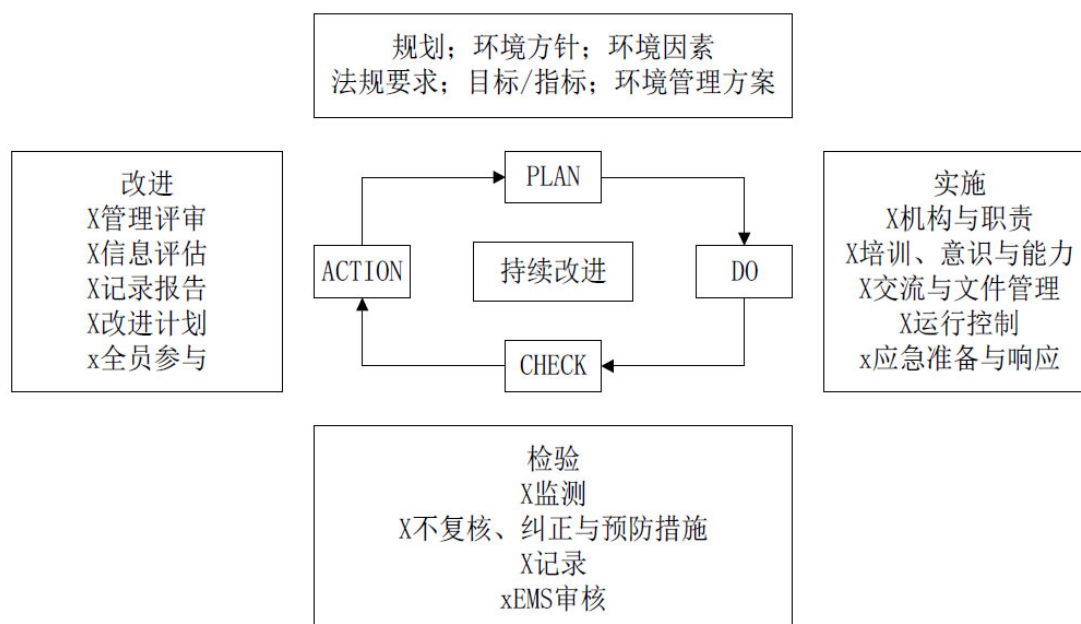 规划；环境方针；环境因素
法规要求；目标/指标；环境管理方案
改进
X管理评审
X信息评估
X记录报告
X改进计划
x全员参与
PLAN
ACTION
持续改进
DO
CHECK
实施
X机构与职责
X培训、意识与能力
X交流与文件管理
X运行控制
x应急准备与响应
检验
X监测
X不复核、纠正与预防措施
X记录
xEMS审核